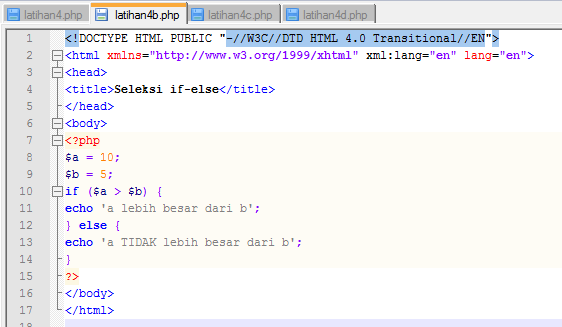 latihan4.php latihan4b.php latihan4c.php latihan4d.php
1 <!DOCTYPE HTML PUBLIC "-//W3C//DTD HTML 4.0 Transitional//EN">
2 <html xmlns="http://www.w3.org/1999/xhtml" xml:lang="en" lang="en">
3 <head>
4 <title>Seleksi if-else</title>
5 </head>
6 <body>
7 <?php
8 $a = 10;
9 $b = 5;
10 if ($a > $b) {
11 echo 'a lebih besar dari b';
12 } else {
13 echo 'a TIDAK lebih besar dari b';
14 }
15 ?>
16 </body>
17 </html>
18